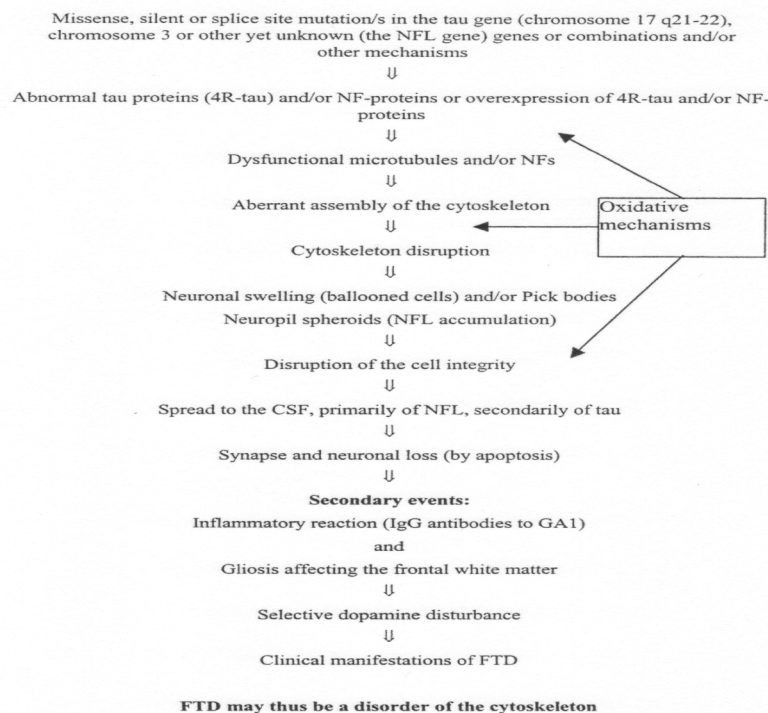 Missense, silent or splice site mutation/s in the tau gene (chromosome 17 q21-22),
chromosome 3 or other yet unknown (the NFL gene) genes or combinations and/or
other mechanisms
⇓
Abnormal tau proteins (4R-tau) and/or NF-proteins or overexpression of 4R-tau and/or NF-
proteins
⇓
Dysfunctional microtubules and/or NFs
⇓
Aberrant assembly of the cytoskeleton
Oxidative
mechanisms
⇓
Cytoskeleton disruption
⇓
Neuronal swelling (ballooned cells) and/or Pick bodies
Neuropil spheroids (NFL accumulation)
⇓
Disruption of the cell integrity
⇓
Spread to the CSF, primarily of NFL, secondarily of tau
⇓
Synapse and neuronal loss (by apoptosis)
⇓
Secondary events:
Inflammatory reaction (IgG antibodies to GA1)
and
Gliosis affecting the frontal white matter
⇓
Selective dopamine disturbance
⇓
Clinical manifestations of FTD
FTD may thus be a disorder of the cytoskeleton